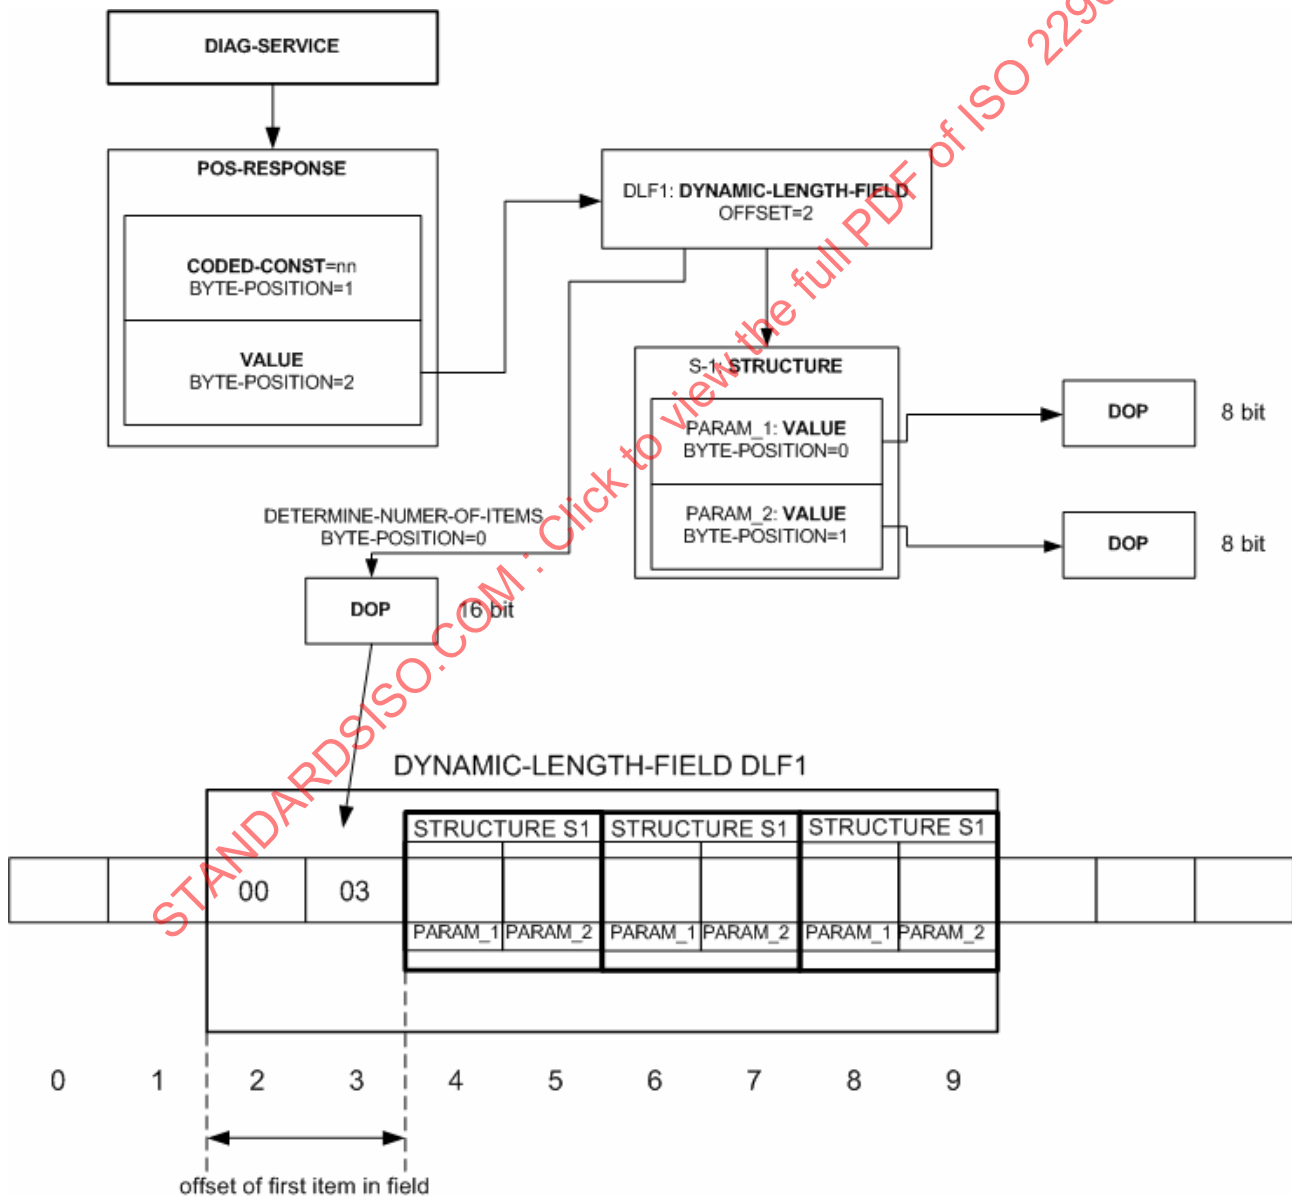 DIAG-SERVICE
POS-RESPONSE
CODED-CONST=nn
BYTE-POSITION=1
VALUE
BYTE-POSITION=2
DLF1: DYNAMIC-LENGTH-FIELD
OFFSET=2
S-1: STRUCTURE
PARAM_1: VALUE
BYTE-POSITION=0
PARAM_2: VALUE
BYTE-POSITION=1
DOP
8 bit
DOP
8 bit
DETERMINE-NUMER-OF-ITEMS
BYTE-POSITION=0
DOP
16 bit
DYNAMIC-LENGTH-FIELD DLF1
STRUCTURE S1 STRUCTURE S1 STRUCTURE S1
00 03
PARAM_1 PARAM_2 PARAM_1 PARAM_2 PARAM_1 PARAM_2
0 1 2 3 4 5 6 7 8 9
offset of first item in field
STANDARDSISO.COM : Click to view the full PDF of ISO